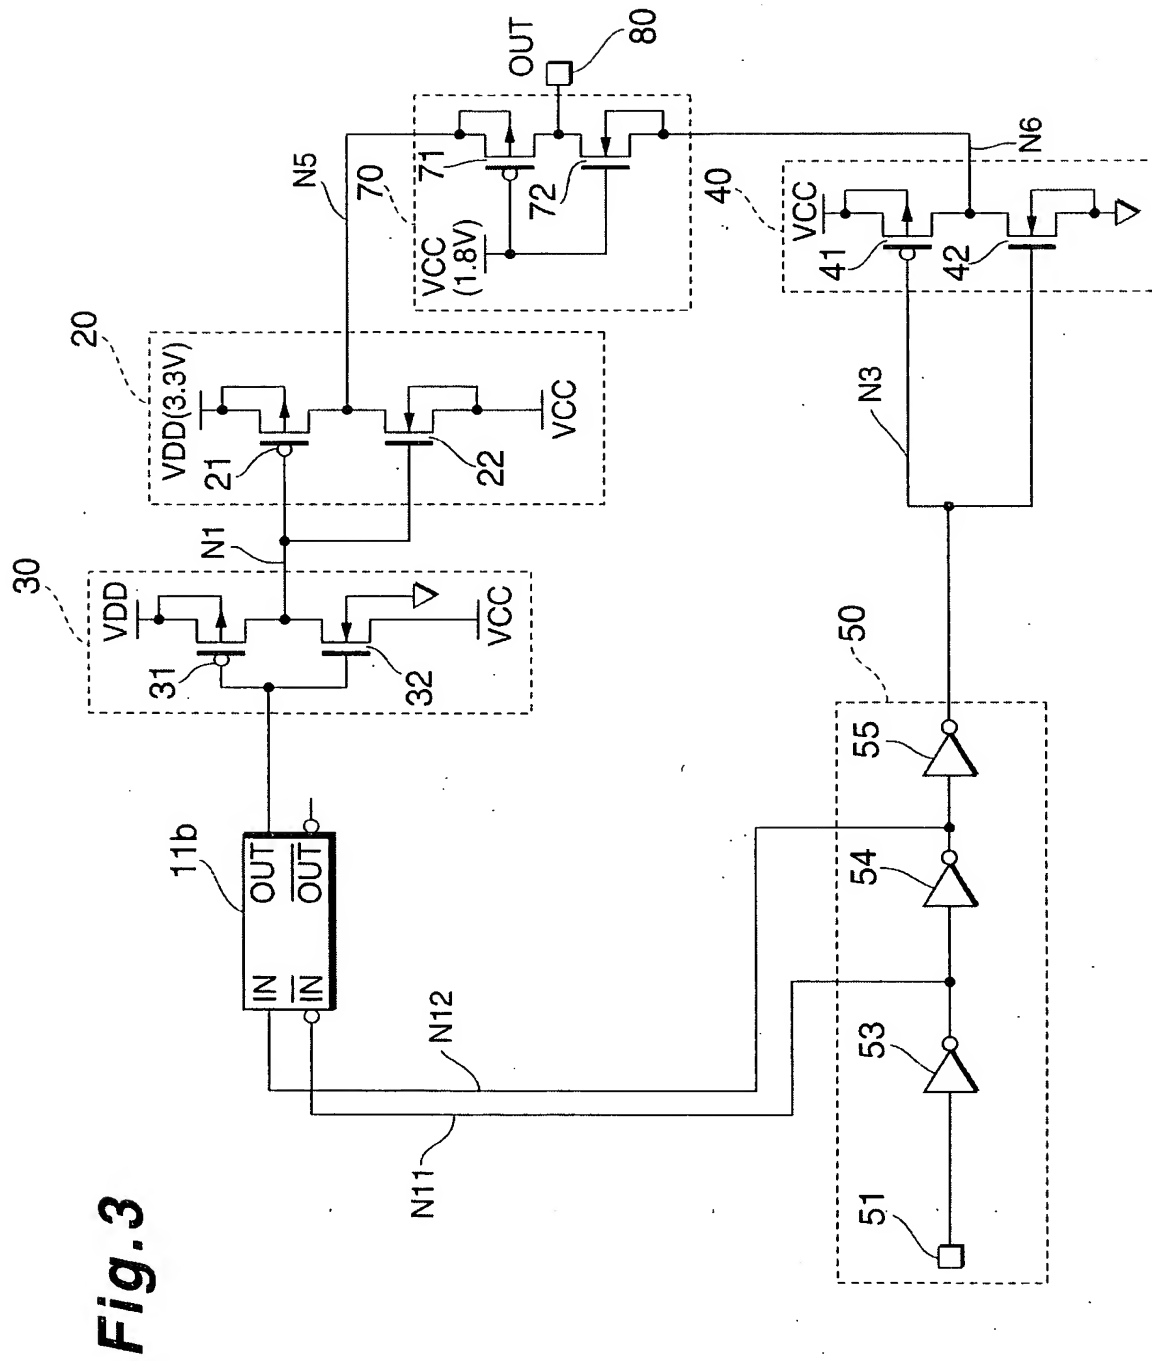 Fig.3
30
VDD
31
32
VCC
N1
20
VDD(3.3V)
21
22
VCC
N5
70
VCC
(1.8V)
71
72
OUT
80
11b
IN
IN
OUT
OUT
N12
N11
40
VCC
41
42
N6
N3
50
51
53
54
55